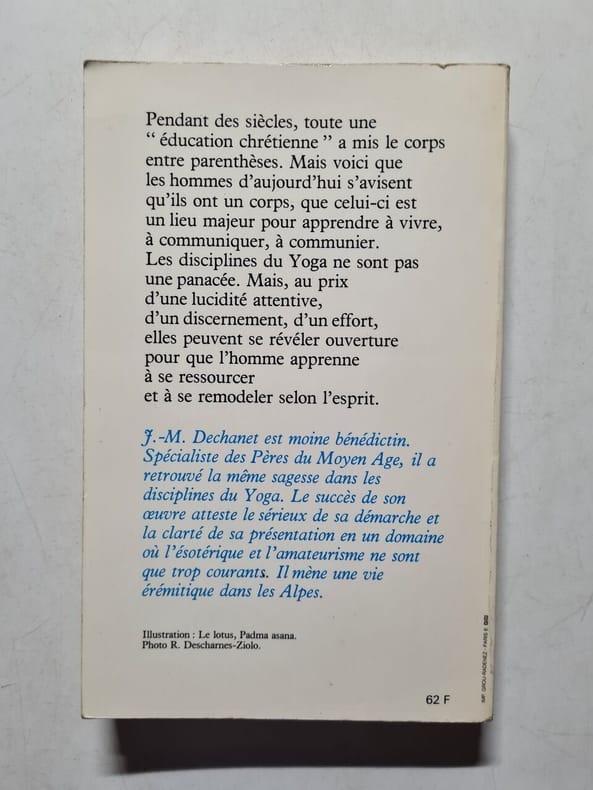 Pendant des siècles, toute une
“ éducation chrétienne ” a mis le corps
entre parenthèses. Mais voici que
les hommes d'aujourd'hui s'avisent
qu'ils ont un corps, que celui-ci est
un lieu majeur pour apprendre à vivre,
à communiquer, à communier.
Les disciplines du Yoga ne sont pas
une panacée. Mais, au prix
d'une lucidité attentive,
d'un discernement, d'un effort,
elles peuvent se révéler ouverture
pour que l'homme apprenne
à se ressourcer
et à se remodeler selon l'esprit.
J.-M. Dechanet est moine bénédictin.
Spécialiste des Pères du Moyen Age, il a
retrouvé la même sagesse dans les
disciplines du Yoga. Le succès de son
œuvre atteste le sérieux de sa démarche et
la clarté de sa présentation en un domaine
où l'ésotérique et l'amateurisme ne sont
que trop courants. Il mène une vie
érémitique dans les Alpes.
Illustration : Le lotus, Padma asana.
Photo R. Descharnes-Ziolo.
62 F
IMP. GROU-RADENEZ - PARIS 6